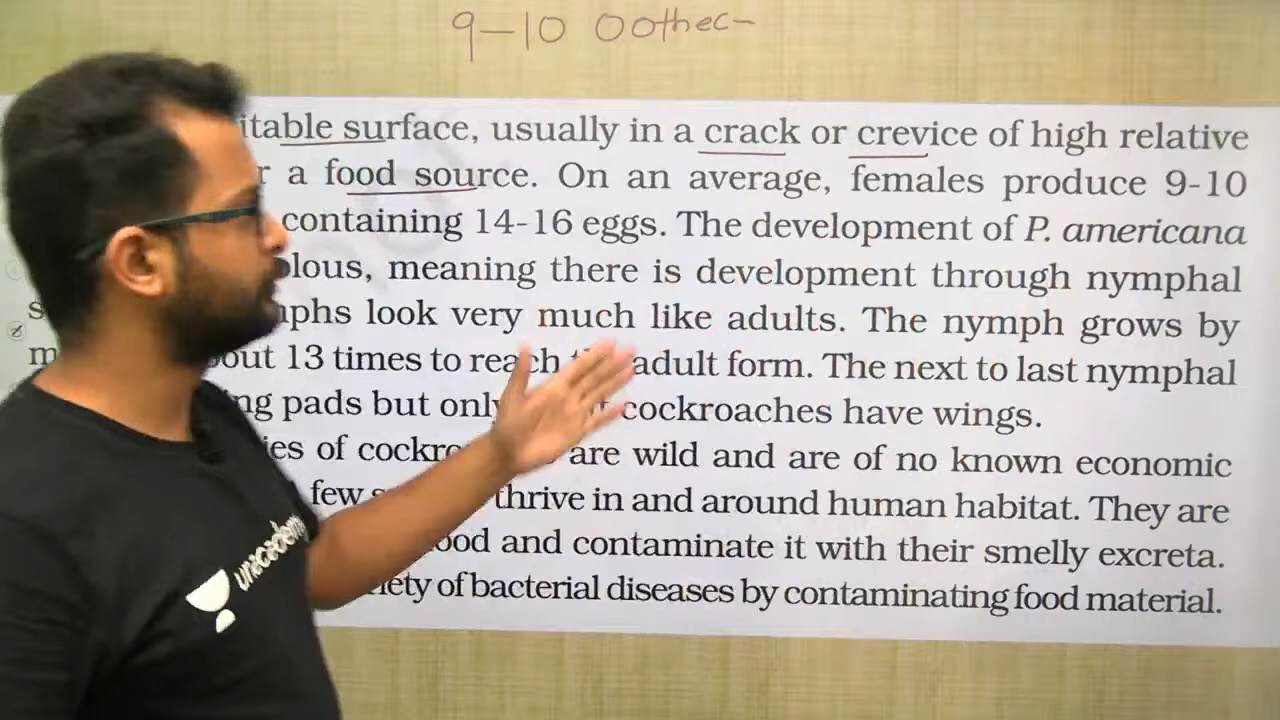 9-10 Oothec-
itable surface, usually in a crack or crevice of high relative
r a food source. On an average, females produce 9-10
containing 14-16 eggs. The development of P. americana
olous, meaning there is development through nymphal
phs look very much like adults. The nymph grows by
out 13 times to reach adult form. The next to last nymphal
ng pads but only cockroaches have wings.
ies of cockro are wild and are of no known economic
few thrive in and around human habitat. They are
ood and contaminate it with their smelly excreta.
iety of bacterial diseases by contaminating food material.
unacademy